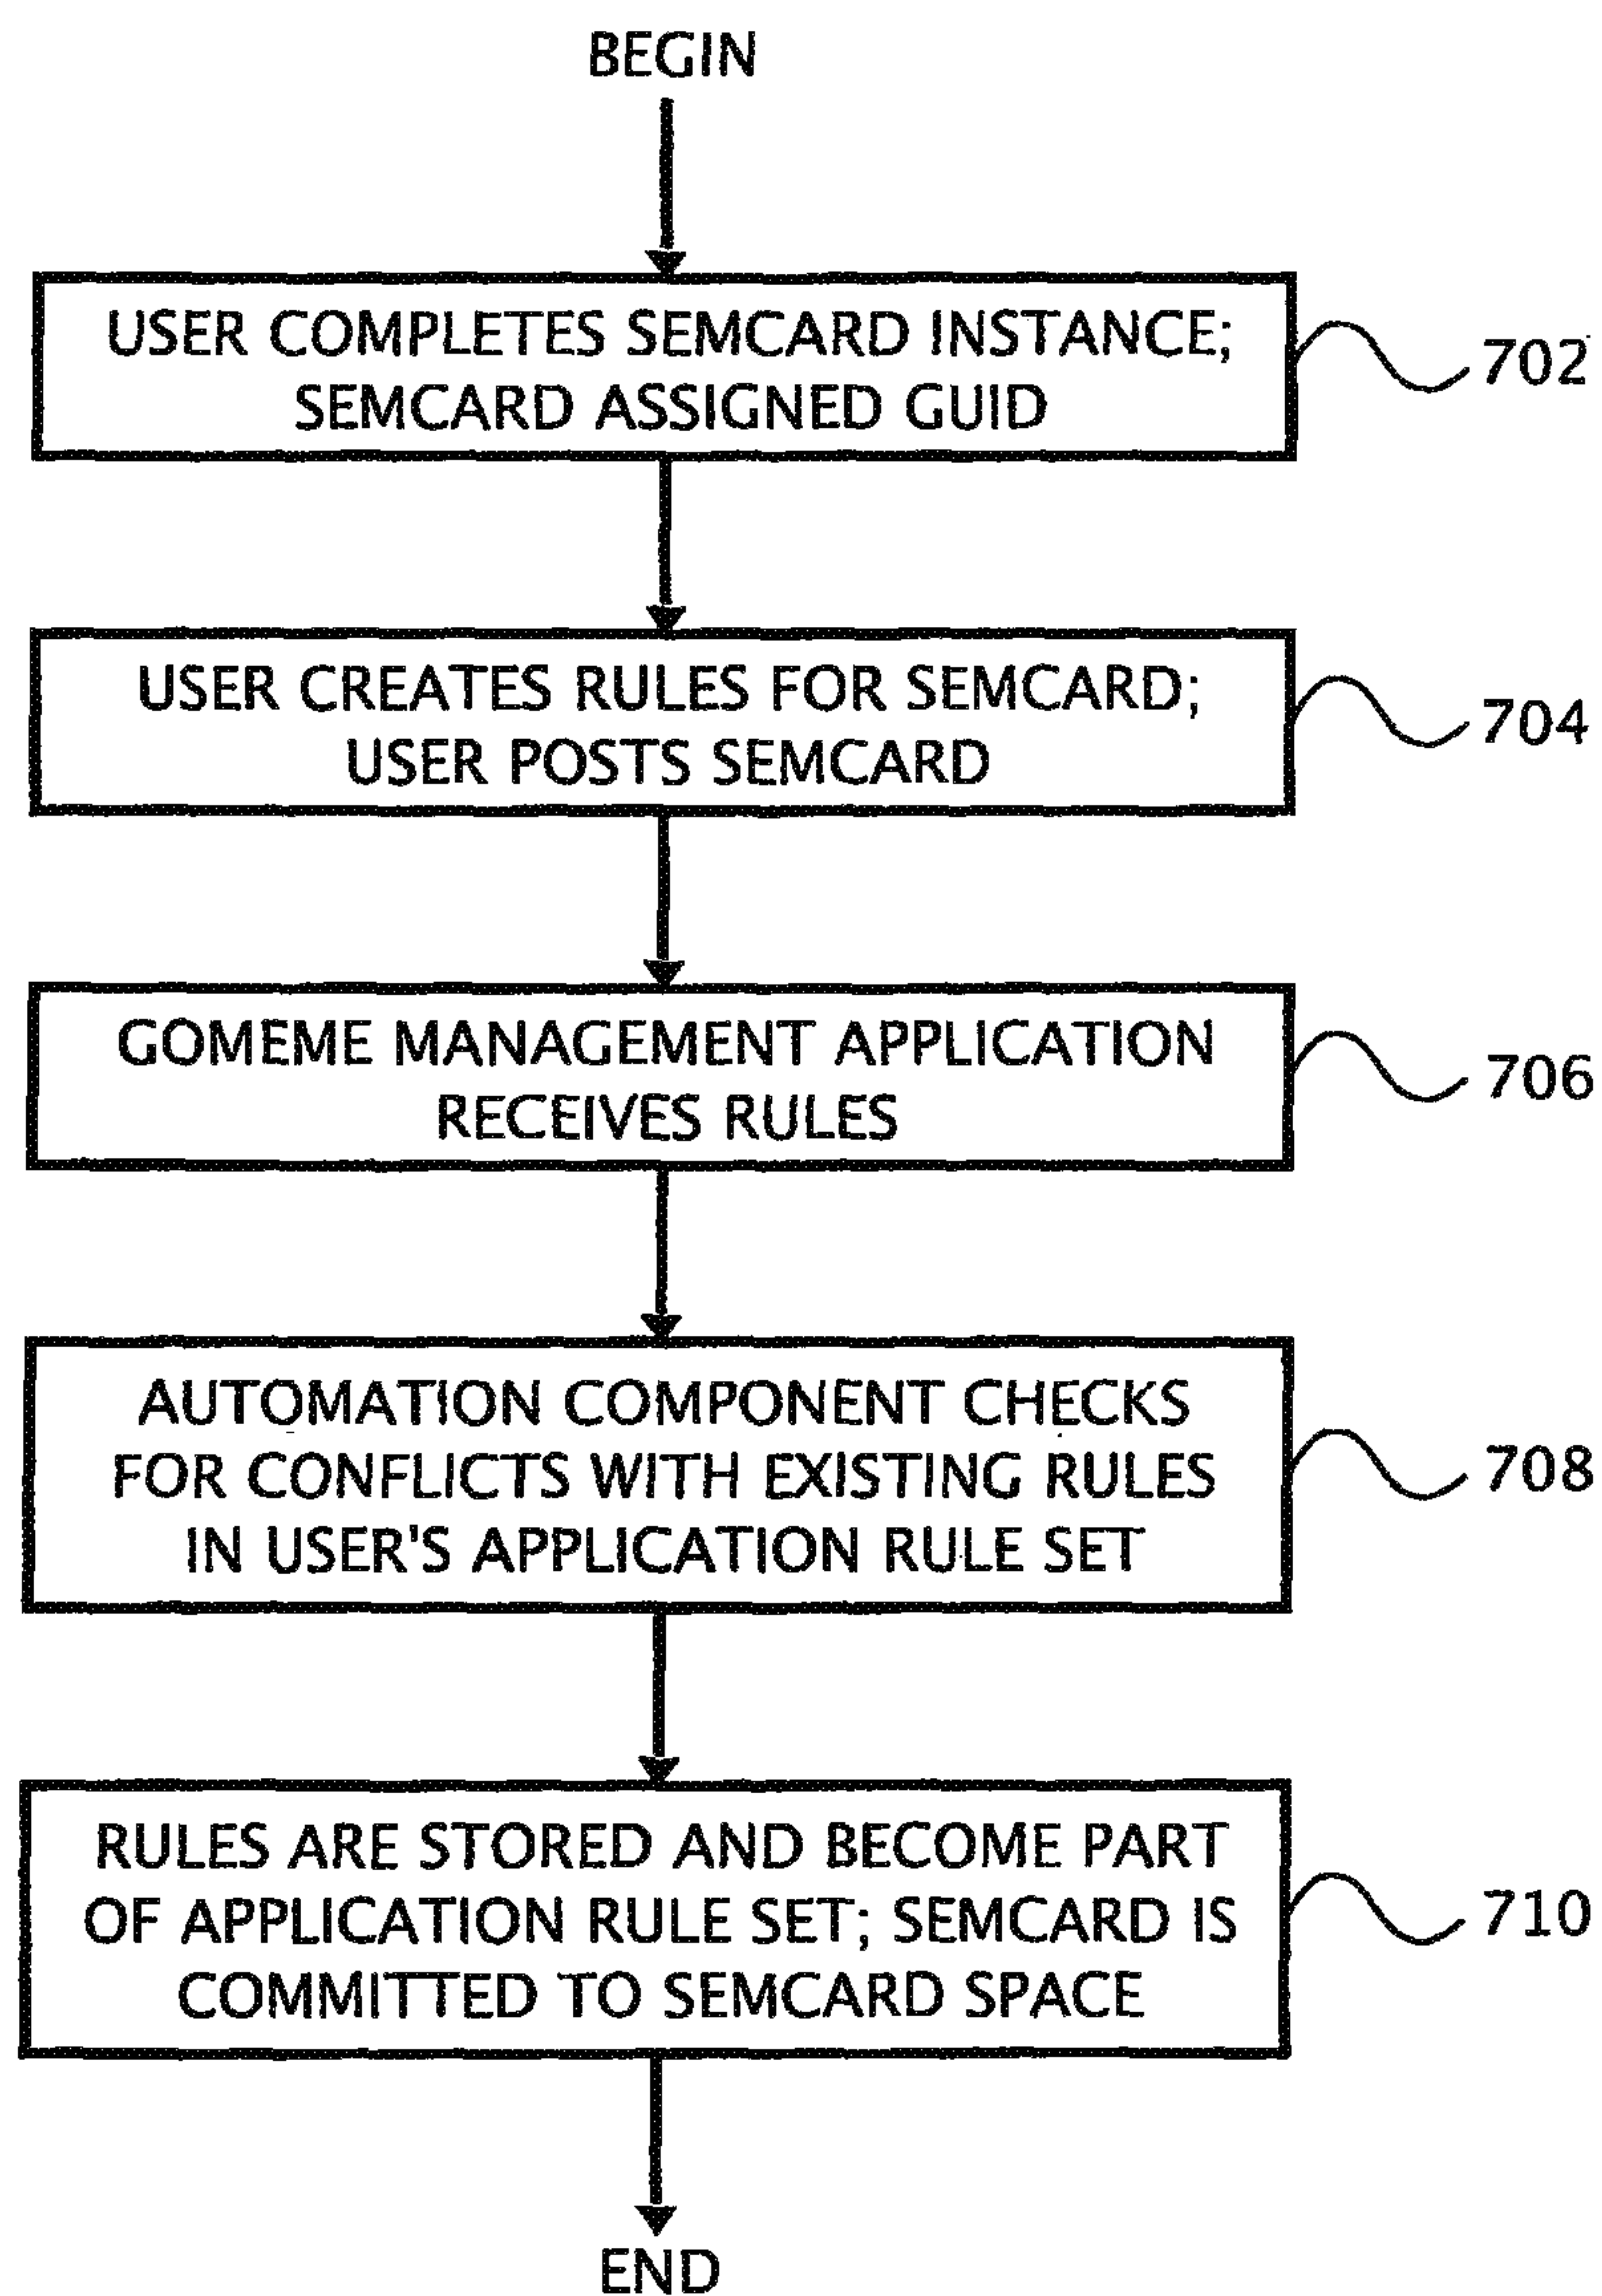 BEGIN
USER COMPLETES SEMCARD INSTANCE;
SEMCARD ASSIGNED GUID
702
USER CREATES RULES FOR SEMCARD;
USER POSTS SEMCARD
704
GOMEME MANAGEMENT APPLICATION
RECEIVES RULES
706
AUTOMATION COMPONENT CHECKS
FOR CONFLICTS WITH EXISTING RULES
IN USER'S APPLICATION RULE SET
708
RULES ARE STORED AND BECOME PART
OF APPLICATION RULE SET; SEMCARD IS
COMMITTED TO SEMCARD SPACE
710
END